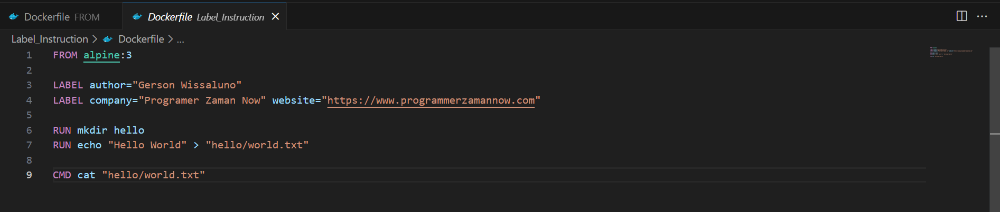 Dockerfile FROM Dockerfile Label_Instruction
Label_Instruction > Dockerfile > ...
1 FROM alpine:3
2
3 LABEL author="Gerson Wissaluno"
4 LABEL company="Programer Zaman Now" website="https://www.programmerzamannow.com"
5
6 RUN mkdir hello
7 RUN echo "Hello World" > "hello/world.txt"
8
9 CMD cat "hello/world.txt"